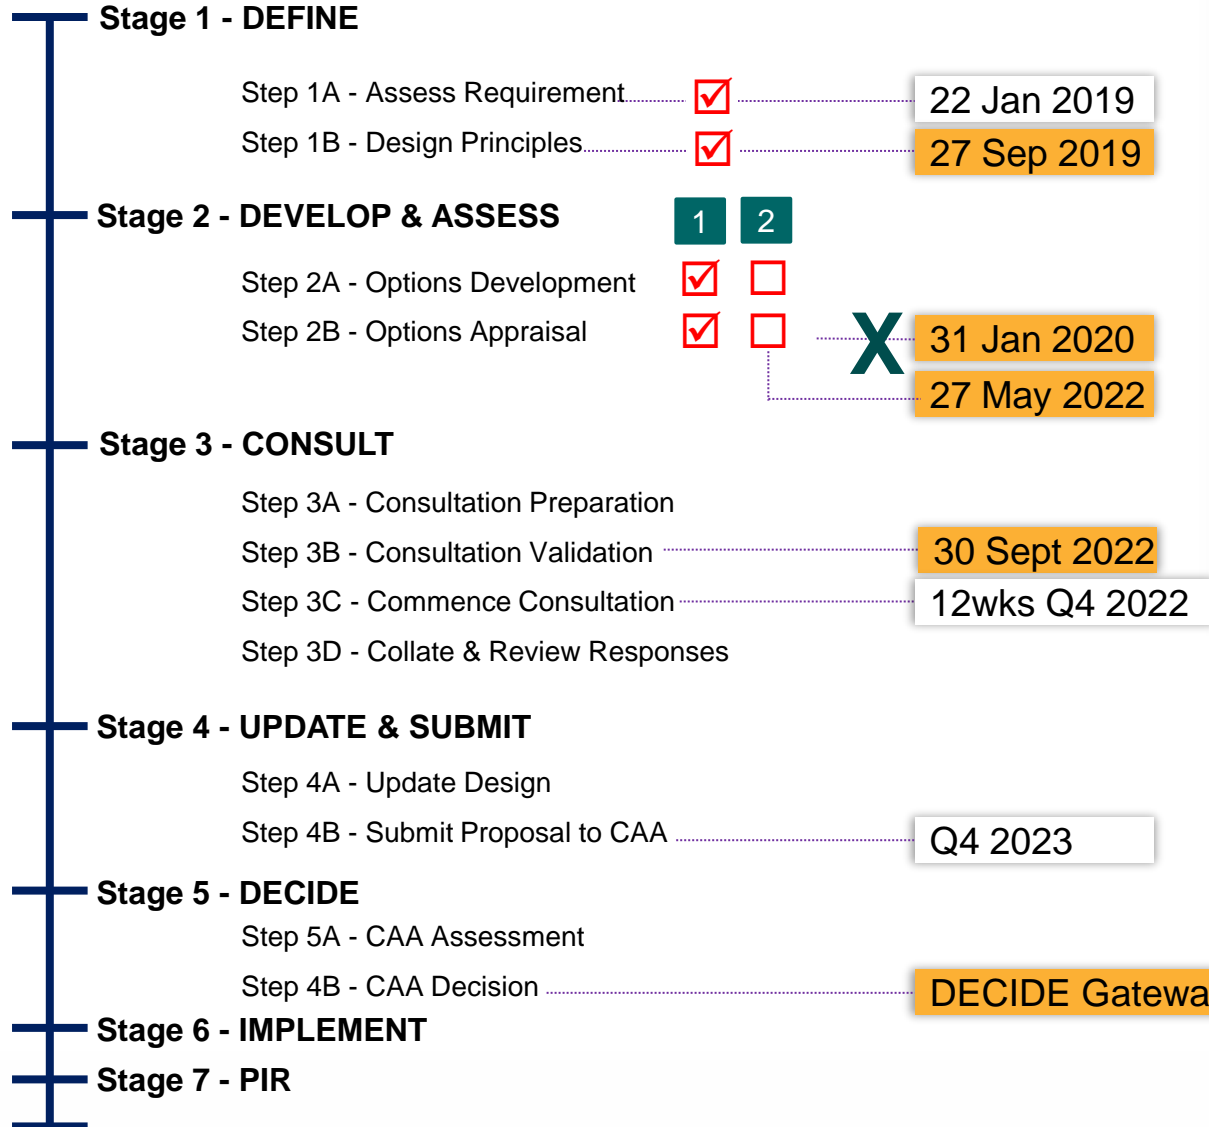 Stage 1 - DEFINE
Step 1A - Assess Requirement
22 Jan 2019
Step 1B - Design Principles
27 Sep 2019
Stage 2 - DEVELOP & ASSESS
1 2
Step 2A - Options Development
Step 2B - Options Appraisal
X
31 Jan 2020
27 May 2022
Stage 3 - CONSULT
Step 3A - Consultation Preparation
Step 3B - Consultation Validation
30 Sept 2022
Step 3C - Commence Consultation
12wks Q4 2022
Step 3D - Collate & Review Responses
Stage 4 - UPDATE & SUBMIT
Step 4A - Update Design
Step 4B - Submit Proposal to CAA
Q4 2023
Stage 5 - DECIDE
Step 5A - CAA Assessment
Step 4B - CAA Decision
DECIDE Gatewa
Stage 6 - IMPLEMENT
Stage 7 - PIR